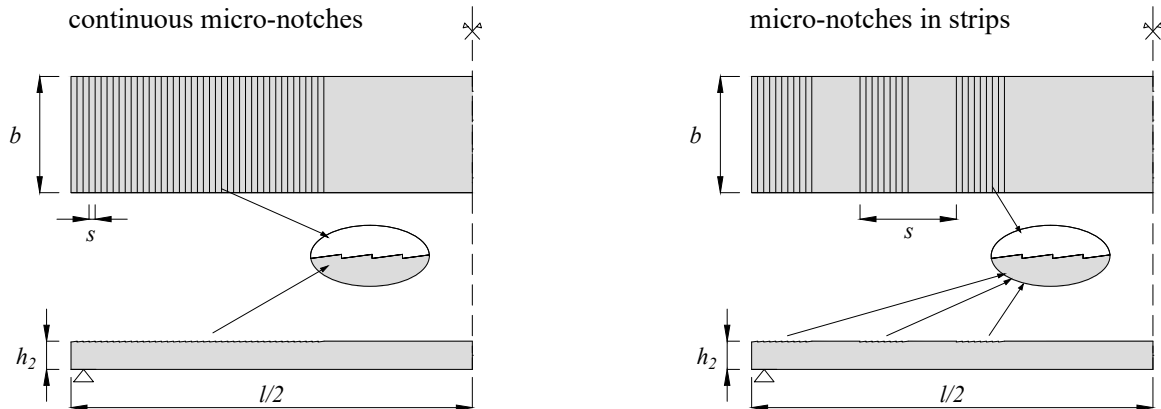 continuous micro-notches
b
s
h2
l/2
micro-notches in strips
b
s
h2
l/2